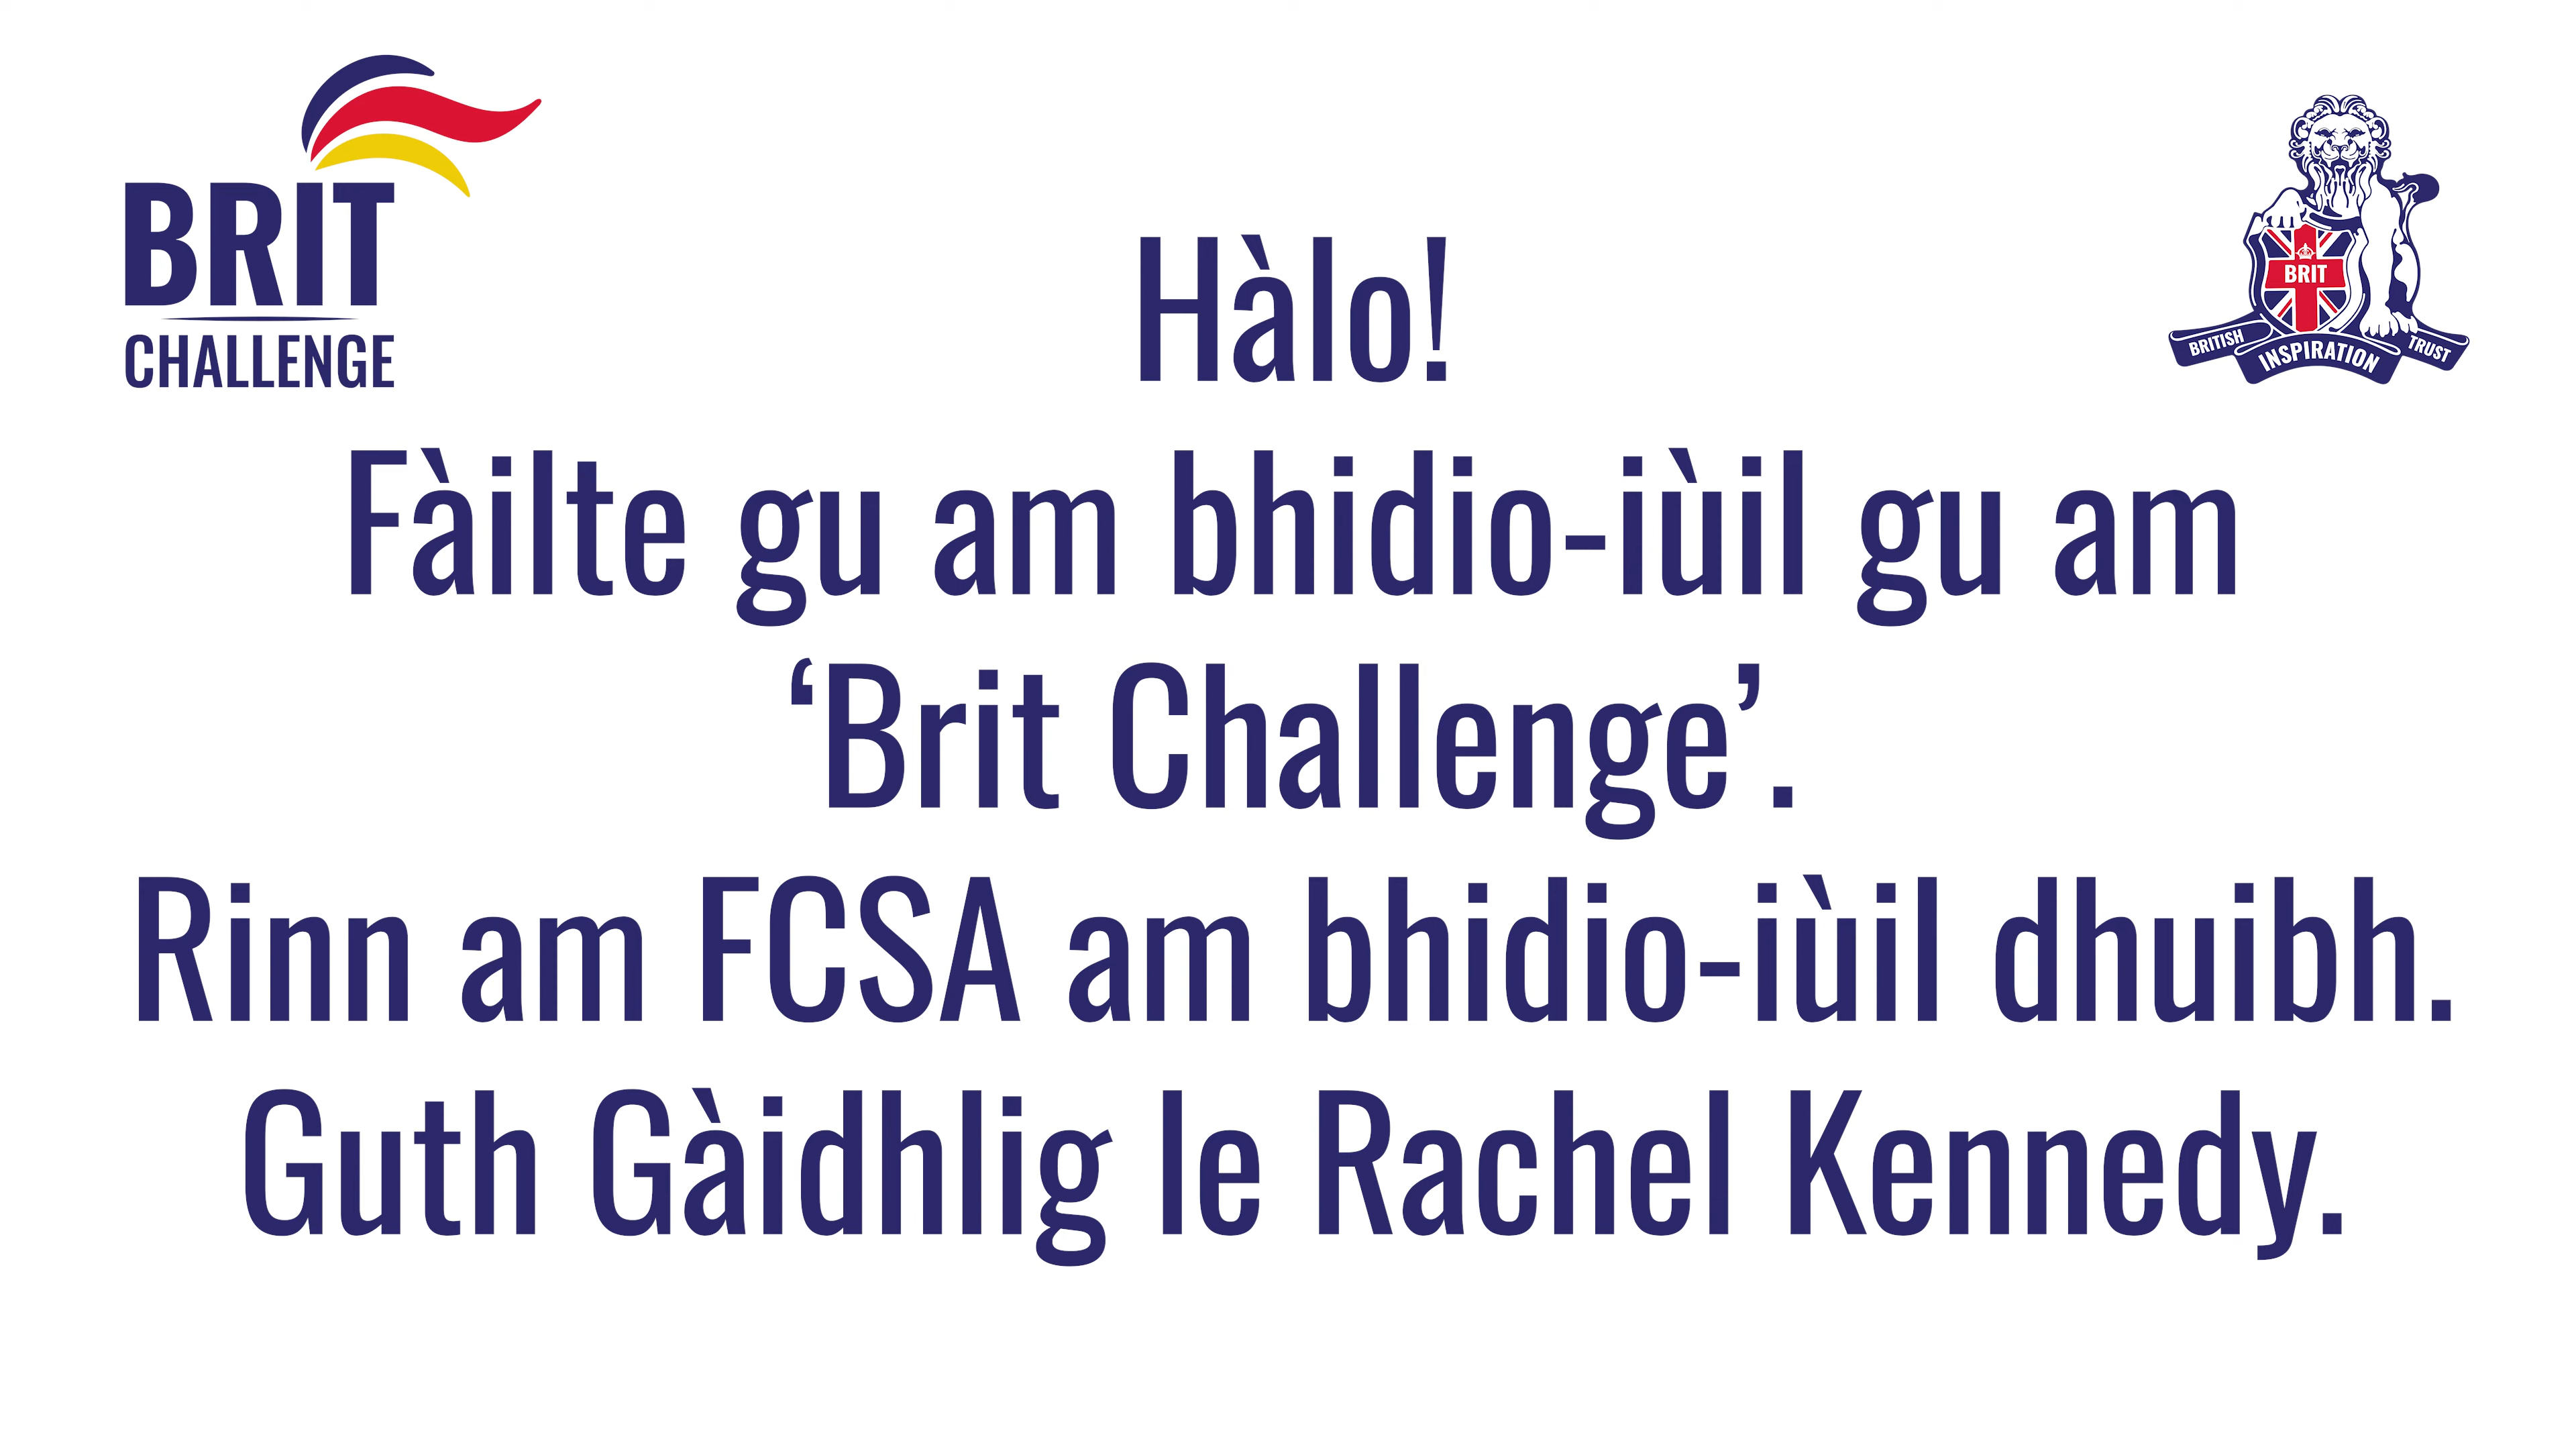 BRIT
CHALLENGE
BRIT
BRITISH INSPIRATION TRUST
Hàlo!
Fàilte gu am bhidio-iùil gu am
‘Brit Challenge’.
Rinn am FCSA am bhidio-iùil dhuibh.
Guth Gàidhlig le Rachel Kennedy.